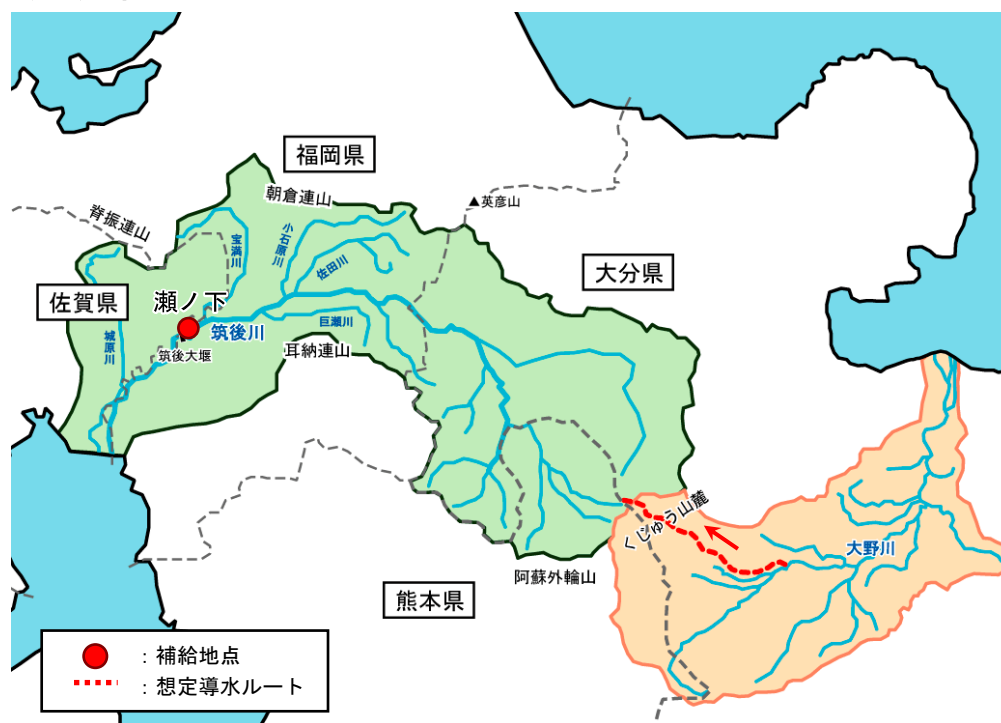 福岡県
朝倉連山
▲英彦山
脊振連山
宝満川
小石原川
佐田川
大分県
佐賀県
瀬ノ下
筑後川
巨瀬川
城原川
筑後大堰
耳納連山
くじゅう山麓
大野川
阿蘇外輪山
熊本県
：補給地点
：想定導水ルート